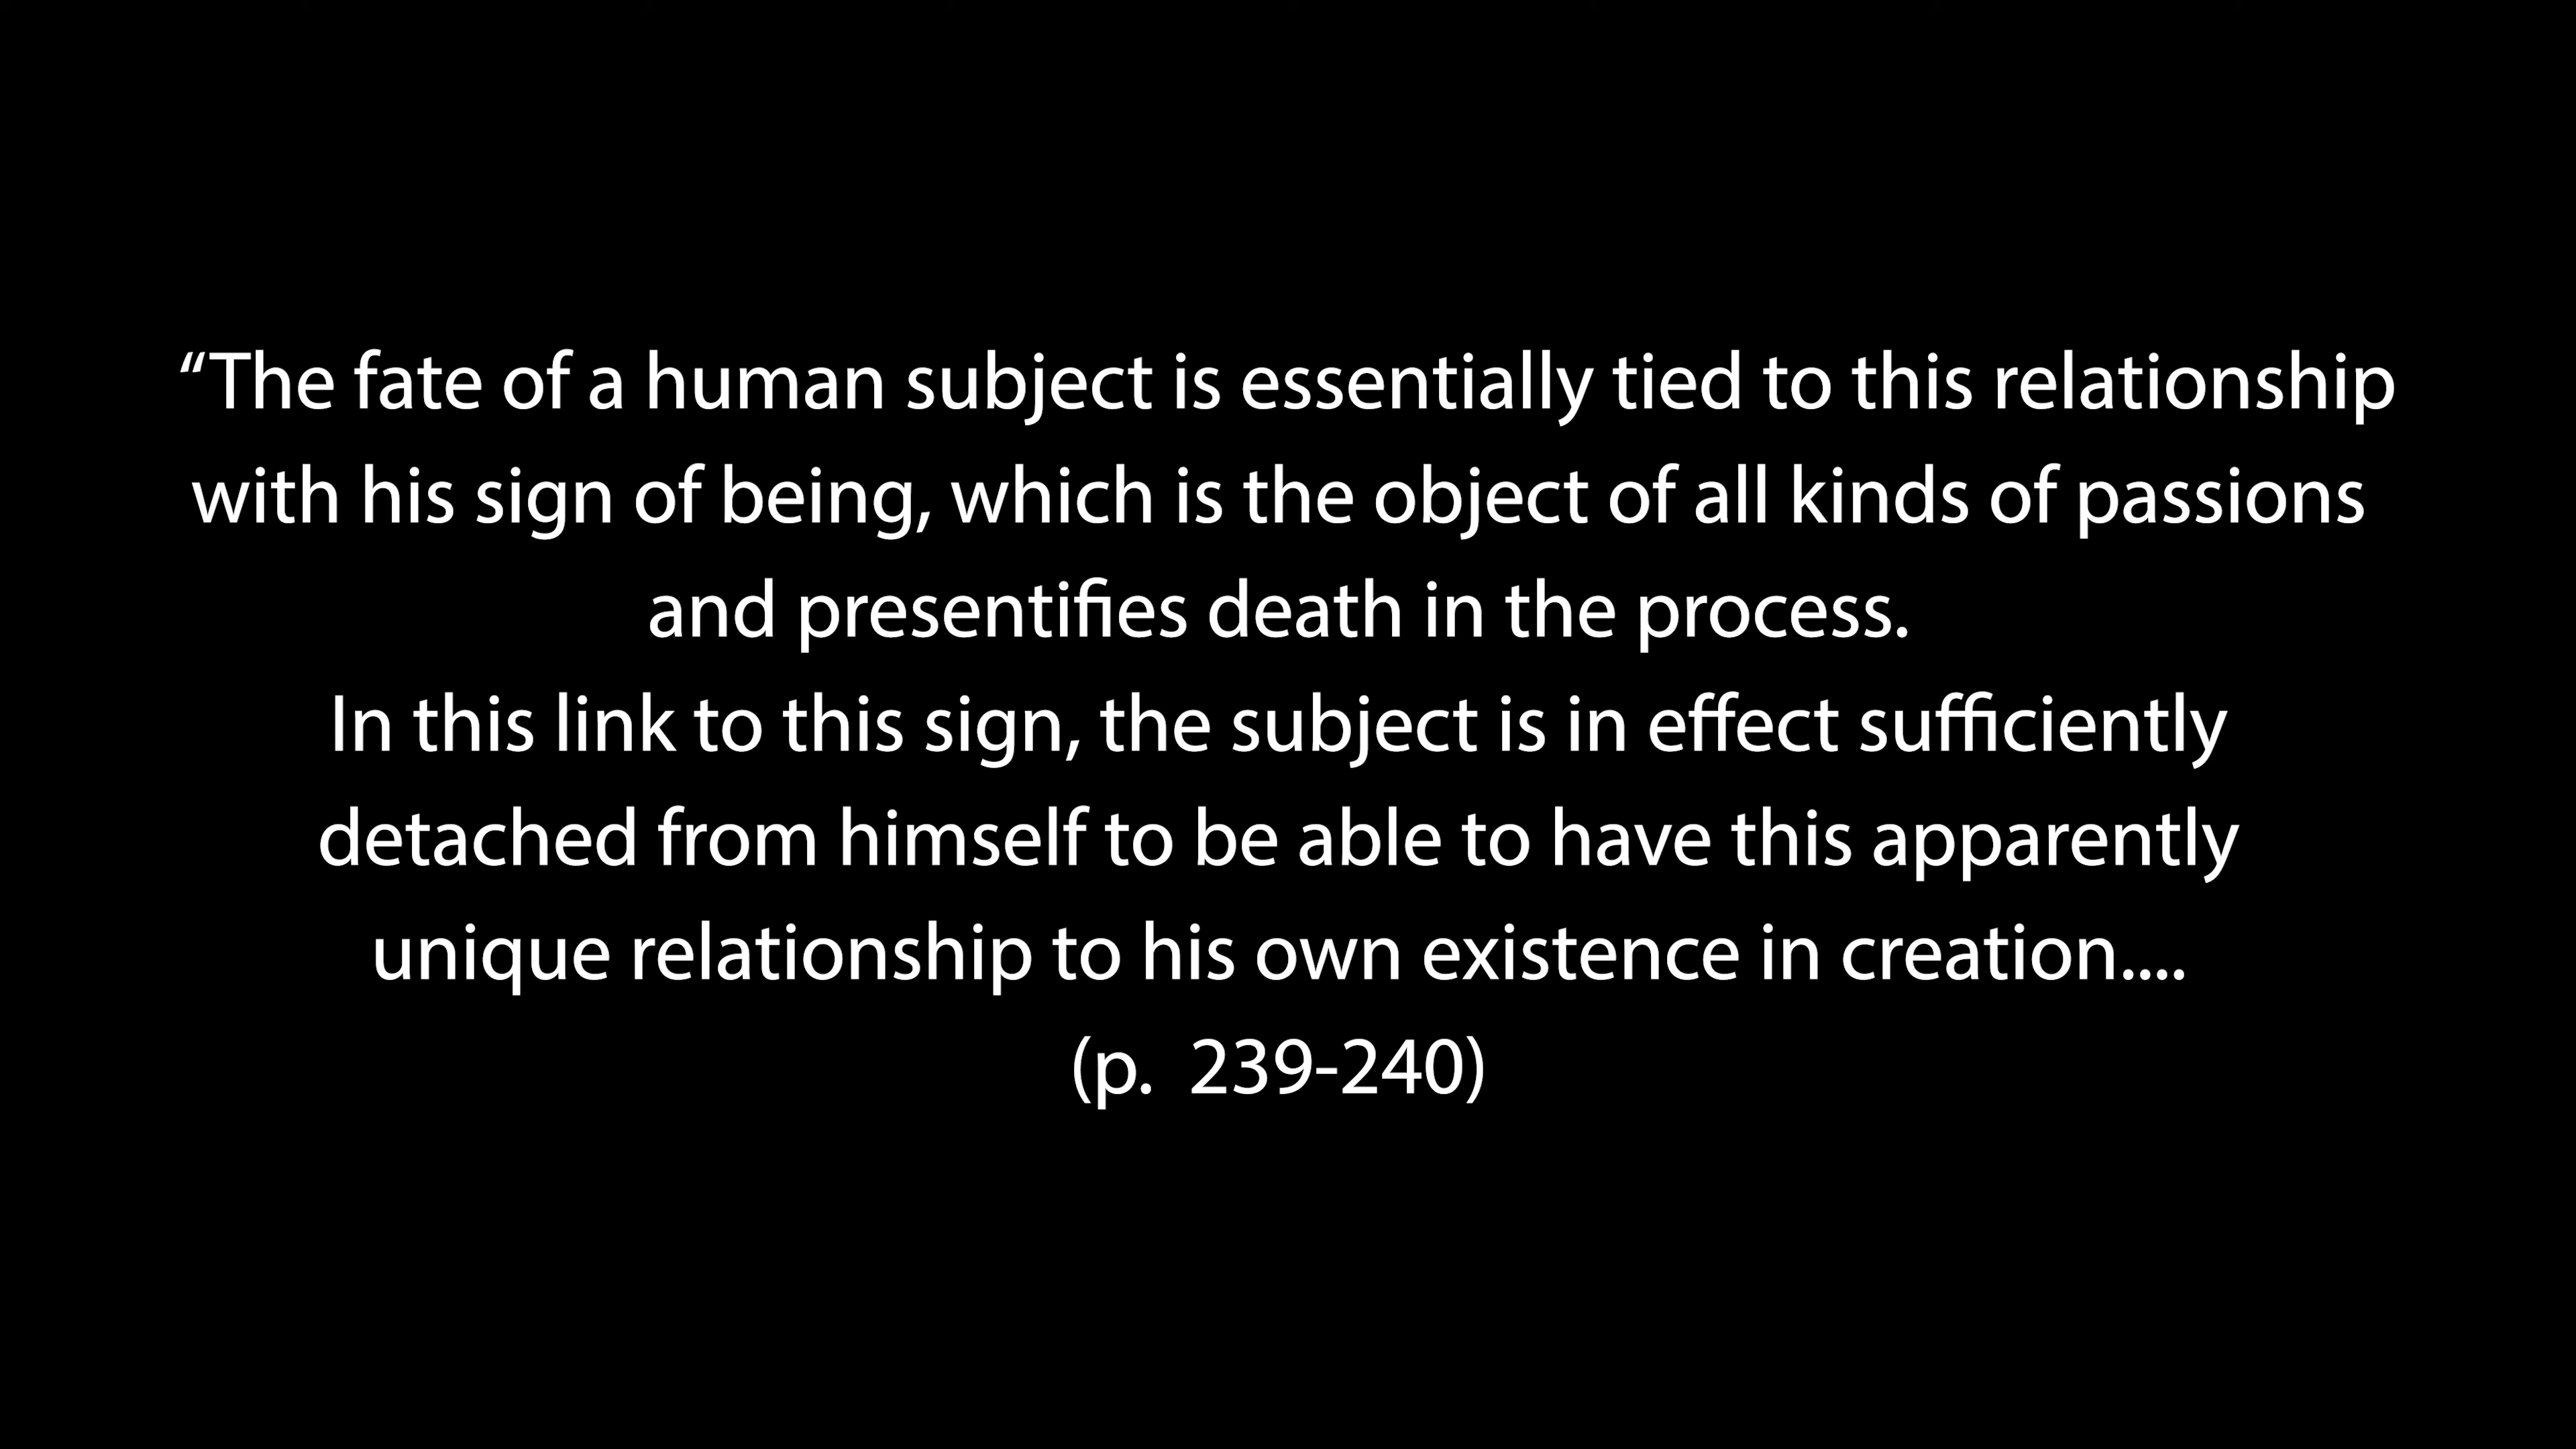 “The fate of a human subject is essentially tied to this relationship
with his sign of being, which is the object of all kinds of passions
and presentifies death in the process.
In this link to this sign, the subject is in effect sufficiently
detached from himself to be able to have this apparently
unique relationship to his own existence in creation....
(p.  239-240)